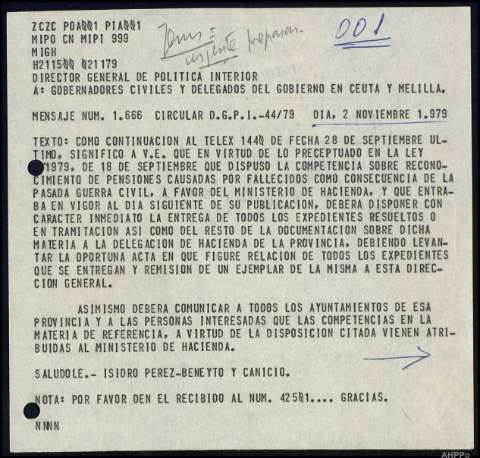 ZCZC POA001 PIA001
MIPO CN MIPI 999
MIGH
H211500 021179
urgente
001
DIRECTOR GENERAL DE POLITICA INTERIOR
A: GOBERNADORES CIVILES Y DELEGADOS DEL GOBIERNO EN CEUTA Y MELILLA.
MENSAJE NUM. 1.666 CIRCULAR D.G.P.I.-44/79 DIA, 2 NOVIEMBRE 1.979
TEXTO: COMO CONTINUACION AL TELEX 1440 DE FECHA 28 DE SEPTIEMBRE UL-
TIMO, SIGNIFICO A V.E. QUE EN VIRTUD DE LO PRECEPTUADO EN LA LEY
/1979, DE 18 DE SEPTIEMBRE QUE DISPUSO LA COMPETENCIA SOBRE RECONO-
CIMIENTO DE PENSIONES CAUSADAS POR FALLECIDOS COMO CONSECUENCIA DE LA
PASADA GUERRA CIVIL, A FAVOR DEL MINISTERIO DE HACIENDA, Y QUE ENTRA-
BA EN VIGOR AL DIA SIGUIENTE DE SU PUBLICACION, DEBERA DISPONER CON
CARACTER INMEDIATO LA ENTREGA DE TODOS LOS EXPEDIENTES RESUELTOS O
EN TRAMITACION ASI COMO DEL RESTO DE LA DOCUMENTACION SOBRE DICHA
MATERIA A LA DELEGACION DE HACIENDA DE LA PROVINCIA, DEBIENDO LEVAN-
TAR LA OPORTUNA ACTA EN QUE FIGURE RELACION DE TODOS LOS EXPEDIENTES
QUE SE ENTREGAN Y REMISION DE UN EJEMPLAR DE LA MISMA A ESTA DIREC-
CION GENERAL.
ASIMISMO DEBERA COMUNICAR A TODOS LOS AYUNTAMIENTOS DE ESA
PROVINCIA Y A LAS PERSONAS INTERESADAS QUE LAS COMPETENCIAS EN LA
MATERIA DE REFERENCIA, A VIRTUD DE LA DISPOSICION CITADA VIENEN ATRI-
BUIDAS AL MINISTERIO DE HACIENDA.
SALUDOLE.- ISIDRO PEREZ-BENEYTO Y CANICIO.
NOTA: POR FAVOR DEN EL RECIBIDO AL NUM. 42501.... GRACIAS.
NNNN
AHPPo